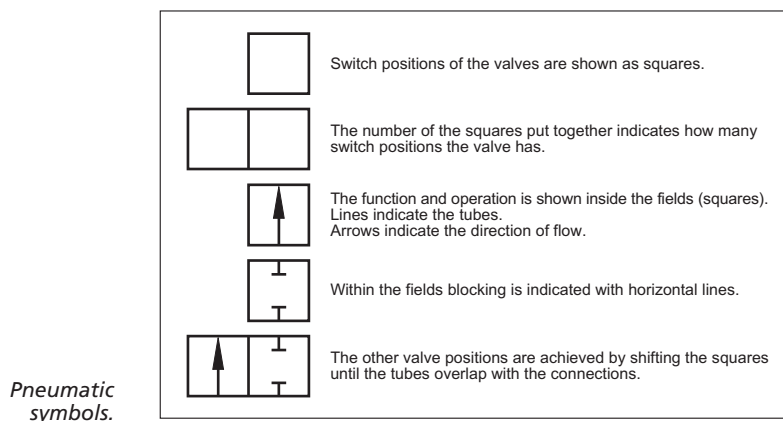 Switch positions of the valves are shown as squares.
The number of the squares put together indicates how many
switch positions the valve has.
The function and operation is shown inside the fields (squares).
Lines indicate the tubes.
Arrows indicate the direction of flow.
Within the fields blocking is indicated with horizontal lines.
The other valve positions are achieved by shifting the squares
until the tubes overlap with the connections.
Pneumatic
symbols.